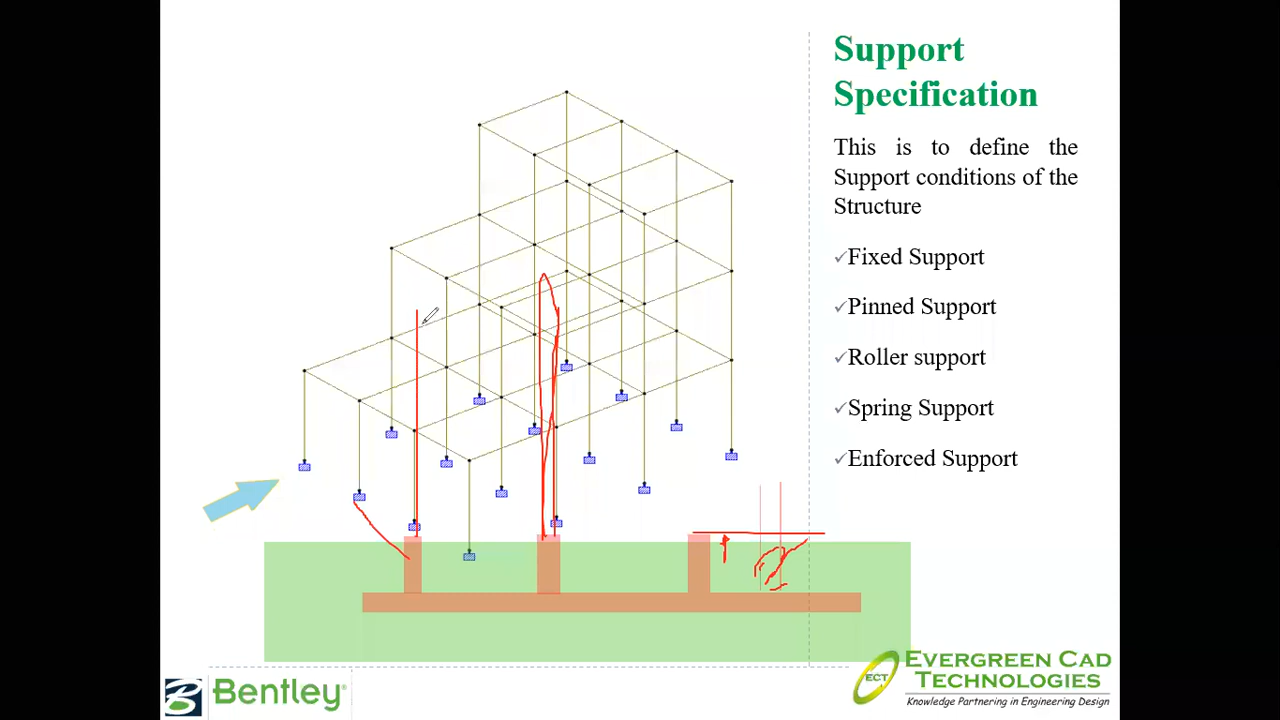 Support
Specification
This is to define the
Support conditions of the
Structure
✓Fixed Support
✓Pinned Support
✓Roller support
✓Spring Support
✓Enforced Support
Bentley®
ECT
EVERGREEN CAD
TECHNOLOGIES
Knowledge Partnering in Engineering Design